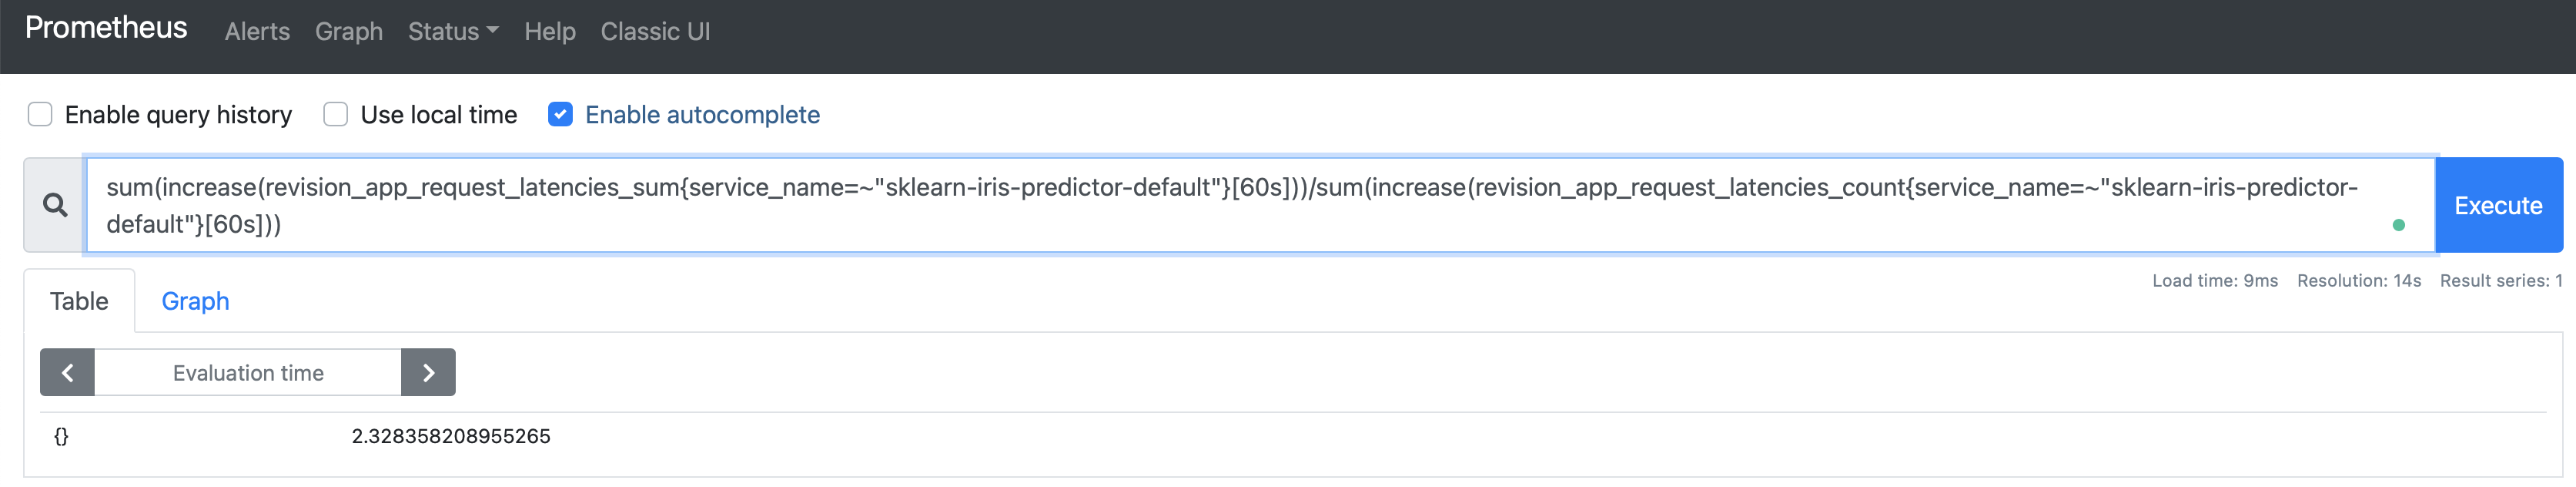 Prometheus Alerts Graph Status Help Classic UI
Enable query history Use local time Enable autocomplete
sum(increase(revision_app_request_latencies_sum{service_name=~"sklearn-iris-predictor-default"}[60s]))/sum(increase(revision_app_request_latencies_count{service_name=~"sklearn-iris-predictor-
default"}[60s]))
Execute
Load time: 9ms Resolution: 14s Result series: 1
Table Graph
Evaluation time
{} 2.328358208955265